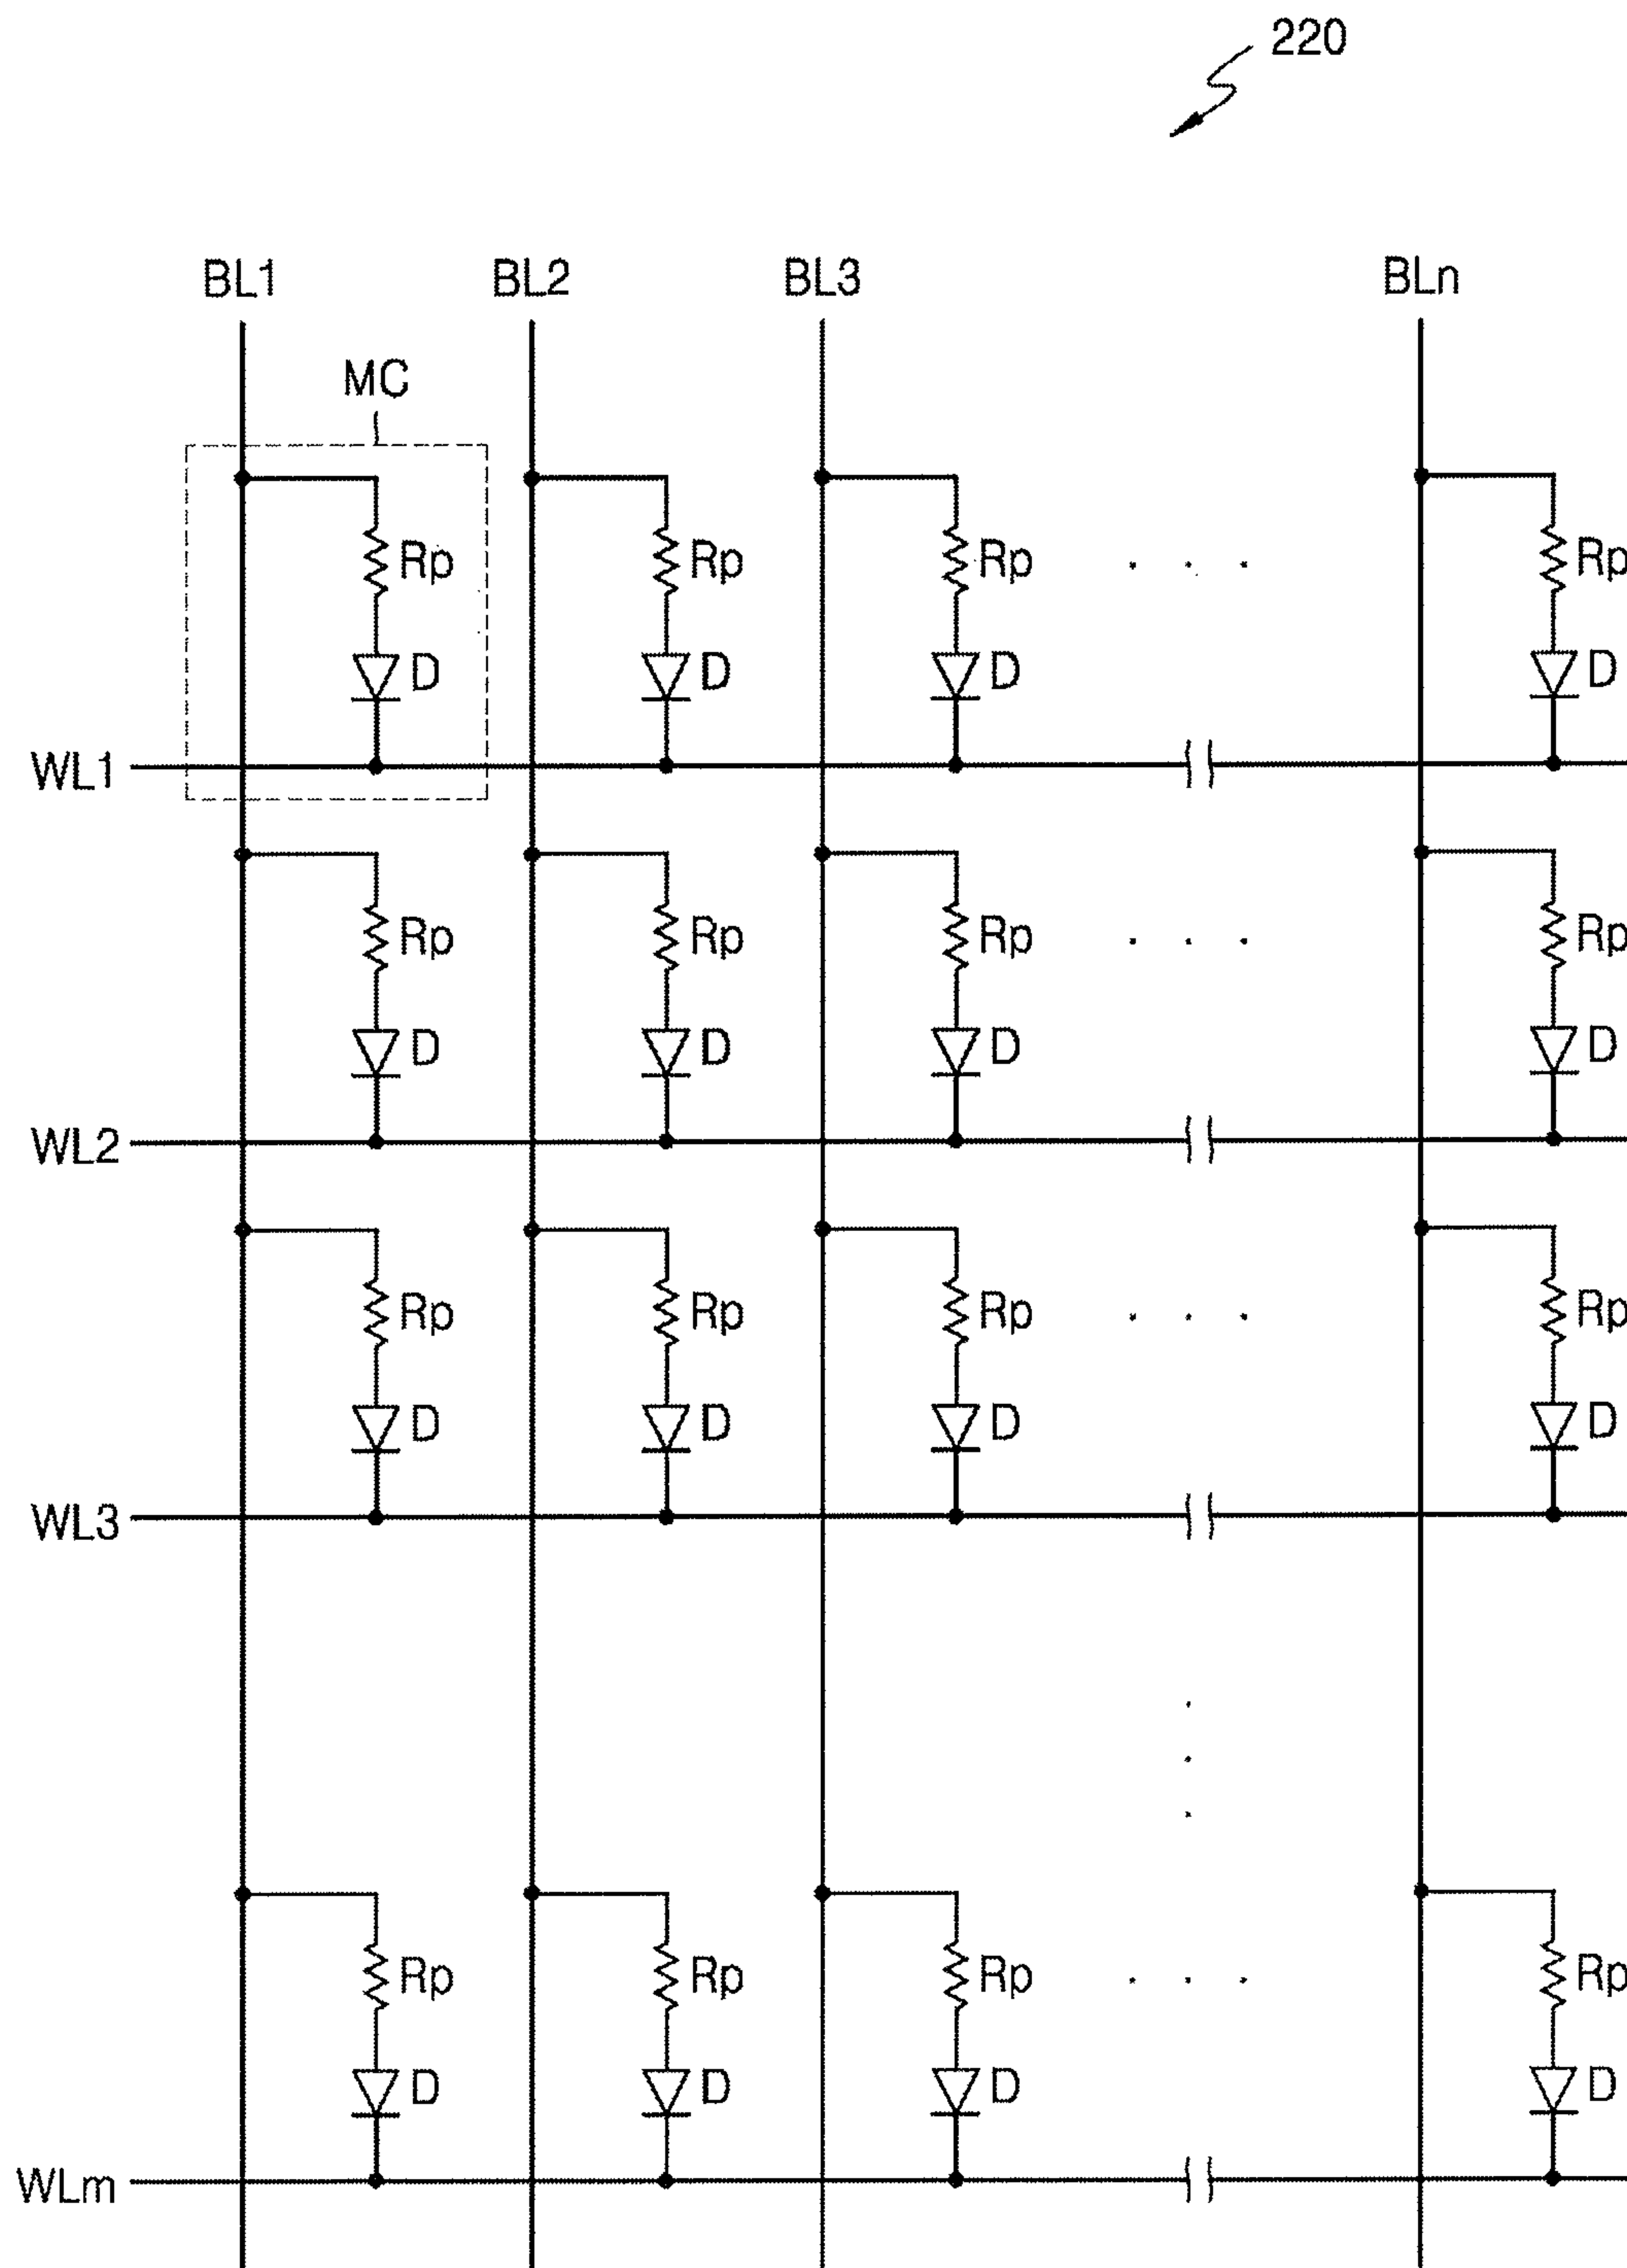 220
BL1 BL2 BL3 BLn
MC
Rp Rp Rp . . . Rp
D D D D
WL1
Rp Rp Rp . . . Rp
D D D D
WL2
Rp Rp Rp . . . Rp
D D D D
WL3
Rp Rp Rp . . . Rp
D D D D
WLm